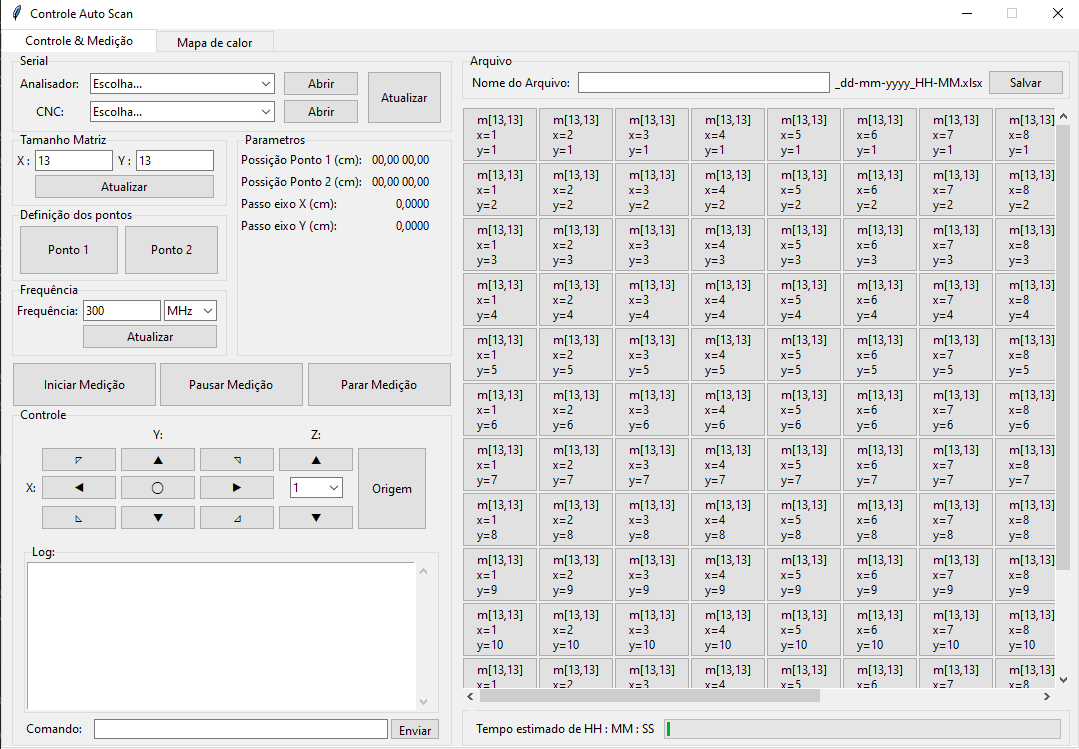 Controle Auto Scan
Controle & Medição
Mapa de calor
Serial
Analisador: Escolha... Abrir
CNC: Escolha... Abrir
Atualizar
Tamanho Matriz
X : 13 Y : 13
Atualizar
Definição dos pontos
Ponto 1 Ponto 2
Frequência
Frequência: 300 MHz
Atualizar
Parametros
Possição Ponto 1 (cm): 00,00 00,00
Possição Ponto 2 (cm): 00,00 00,00
Passo eixo X (cm): 0,0000
Passo eixo Y (cm): 0,0000
Iniciar Medição Pausar Medição Parar Medição
Controle
Y: Z:
X: 1 Origem
Log:
Comando: Enviar
Arquivo
Nome do Arquivo: _dd-mm-yyyy_HH-MM.xlsx Salvar
m[13,13] m[13,13] m[13,13] m[13,13] m[13,13] m[13,13] m[13,13] m[13,13]
x=1 x=2 x=3 x=4 x=5 x=6 x=7 x=8
y=1 y=1 y=1 y=1 y=1 y=1 y=1 y=1
m[13,13] m[13,13] m[13,13] m[13,13] m[13,13] m[13,13] m[13,13] m[13,13]
x=1 x=2 x=3 x=4 x=5 x=6 x=7 x=8
y=2 y=2 y=2 y=2 y=2 y=2 y=2 y=2
m[13,13] m[13,13] m[13,13] m[13,13] m[13,13] m[13,13] m[13,13] m[13,13]
x=1 x=2 x=3 x=4 x=5 x=6 x=7 x=8
y=3 y=3 y=3 y=3 y=3 y=3 y=3 y=3
m[13,13] m[13,13] m[13,13] m[13,13] m[13,13] m[13,13] m[13,13] m[13,13]
x=1 x=2 x=3 x=4 x=5 x=6 x=7 x=8
y=4 y=4 y=4 y=4 y=4 y=4 y=4 y=4
m[13,13] m[13,13] m[13,13] m[13,13] m[13,13] m[13,13] m[13,13] m[13,13]
x=1 x=2 x=3 x=4 x=5 x=6 x=7 x=8
y=5 y=5 y=5 y=5 y=5 y=5 y=5 y=5
m[13,13] m[13,13] m[13,13] m[13,13] m[13,13] m[13,13] m[13,13] m[13,13]
x=1 x=2 x=3 x=4 x=5 x=6 x=7 x=8
y=6 y=6 y=6 y=6 y=6 y=6 y=6 y=6
m[13,13] m[13,13] m[13,13] m[13,13] m[13,13] m[13,13] m[13,13] m[13,13]
x=1 x=2 x=3 x=4 x=5 x=6 x=7 x=8
y=7 y=7 y=7 y=7 y=7 y=7 y=7 y=7
m[13,13] m[13,13] m[13,13] m[13,13] m[13,13] m[13,13] m[13,13] m[13,13]
x=1 x=2 x=3 x=4 x=5 x=6 x=7 x=8
y=8 y=8 y=8 y=8 y=8 y=8 y=8 y=8
m[13,13] m[13,13] m[13,13] m[13,13] m[13,13] m[13,13] m[13,13] m[13,13]
x=1 x=2 x=3 x=4 x=5 x=6 x=7 x=8
y=9 y=9 y=9 y=9 y=9 y=9 y=9 y=9
m[13,13] m[13,13] m[13,13] m[13,13] m[13,13] m[13,13] m[13,13] m[13,13]
x=1 x=2 x=3 x=4 x=5 x=6 x=7 x=8
y=10 y=10 y=10 y=10 y=10 y=10 y=10 y=10
m[13,13] m[13,13] m[13,13] m[13,13] m[13,13] m[13,13] m[13,13] m[13,13]
x=1 x=2 x=3 x=4 x=5 x=6 x=7 x=8
Tempo estimado de HH : MM : SS